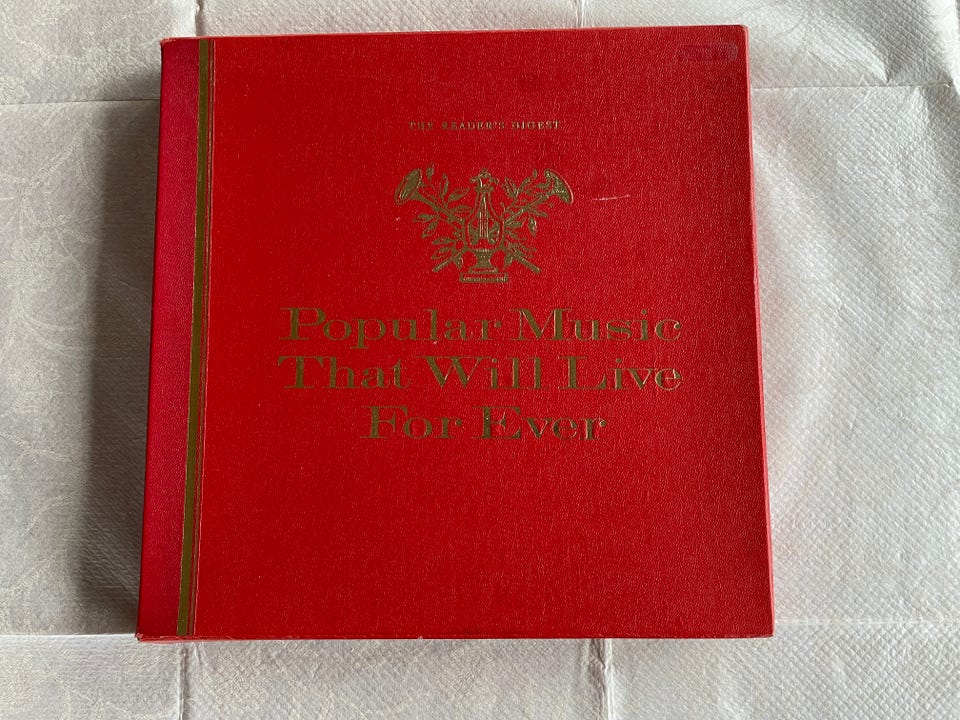 THE READER'S DIGEST
Popular Music
That Will Live
For Ever